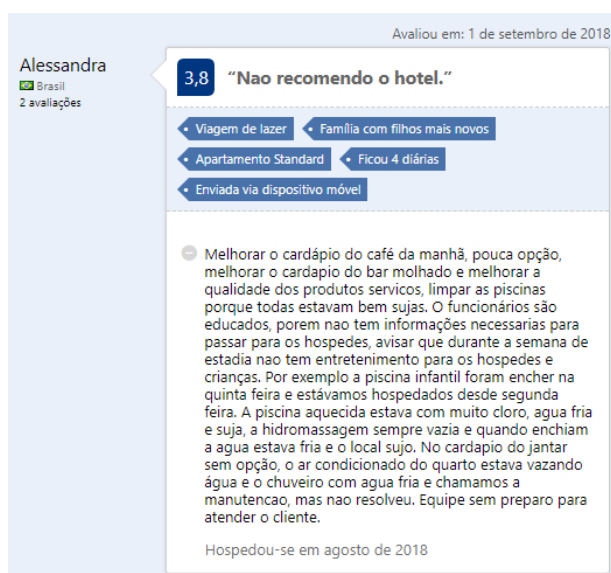 Avaliou em: 1 de setembro de 2018
Alessandra
Brasil
2 avaliações
3,8 “Nao recomendo o hotel.”
• Viagem de lazer • Família com filhos mais novos
• Apartamento Standard • Ficou 4 diárias
• Enviada via dispositivo móvel
Melhorar o cardápio do café da manhã, pouca opção,
melhorar o cardapio do bar molhado e melhorar a
qualidade dos produtos servicos, limpar as piscinas
porque todas estavam bem sujas. O funcionários são
educados, porem nao tem informações necessarias para
passar para os hospedes, avisar que durante a semana de
estadia nao tem entretenimento para os hospedes e
crianças. Por exemplo a piscina infantil foram encher na
quinta feira e estávamos hospedados desde segunda
feira. A piscina aquecida estava com muito cloro, agua fria
e suja, a hidromassagem sempre vazia e quando enchiam
a agua estava fria e o local sujo. No cardapio do jantar
sem opção, o ar condicionado do quarto estava vazando
água e o chuveiro com agua fria e chamamos a
manutencao, mas nao resolveu. Equipe sem preparo para
atender o cliente.
Hospedou-se em agosto de 2018